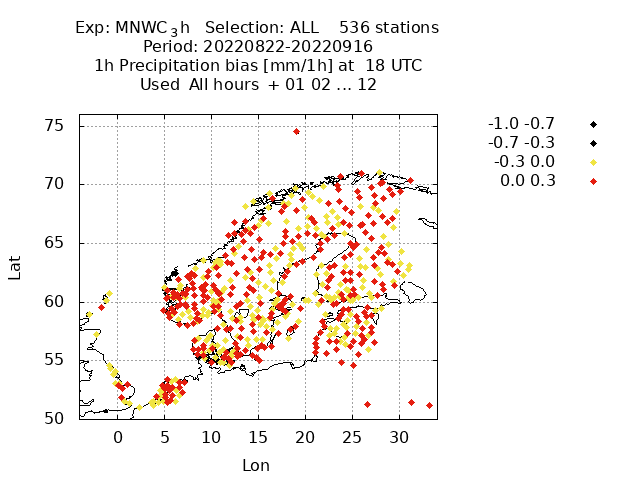 Exp: MNWC_3h   Selection: ALL    536 stations
Period: 20220822-20220916
1h Precipitation bias [mm/1h] at  18 UTC
Used  All hours  + 01 02 ... 12
-1.0 -0.7
-0.7 -0.3
-0.3 0.0
0.0 0.3
75
70
65
60
55
50
Lat
0 5 10 15 20 25 30
Lon